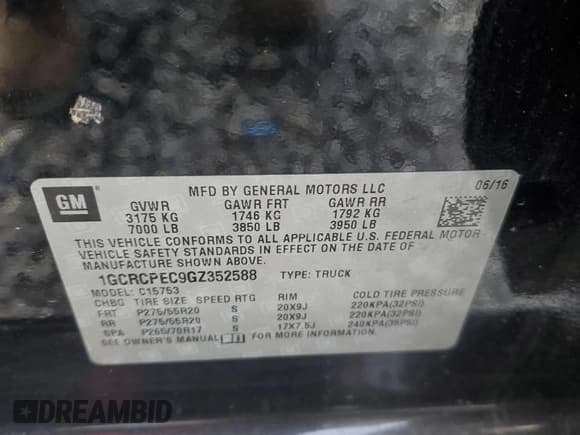 GM
MFD BY GENERAL MOTORS LLC 06/16
GVWR GAWR FRT GAWR RR
3175 KG 1746 KG 1792 KG
7000 LB 3850 LB 3950 LB
THIS VEHICLE CONFORMS TO ALL APPLICABLE U.S. FEDERAL MOTOR
VEHICLE SAFETY STANDARDS IN EFFECT ON THE DATE OF
MANUFACTURE SHOWN ABOVE.
1GCRCPEC9GZ352588 TYPE: TRUCK
MODEL: C15753
CHBG TIRE SIZE SPEED RTG RIM COLD TIRE PRESSURE
FRT P275/55R20 S 20X9J 220KPA(32PSI)
RR P275/55R20 S 20X9J 220KPA(32PSI)
SPA P265/70R17 S 17X7.5J 240KPA(35PSI)
SEE OWNER'S MANUAL FOR MORE INFORMATION.
DREAMBID